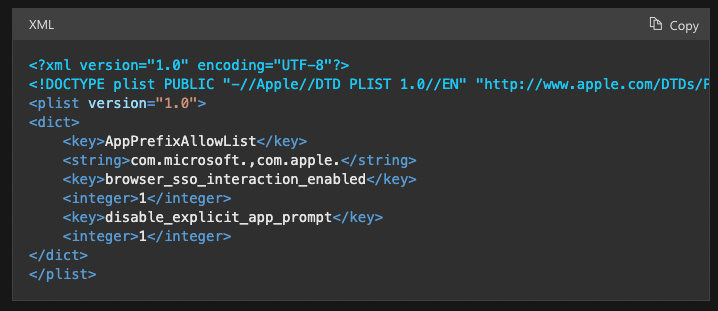 XML
Copy
<?xml version="1.0" encoding="UTF-8"?>
<!DOCTYPE plist PUBLIC "-//Apple//DTD PLIST 1.0//EN" "http://www.apple.com/DTDs/
<plist version="1.0">
<dict>
    <key>AppPrefixAllowList</key>
    <string>com.microsoft.,com.apple.</string>
    <key>browser_sso_interaction_enabled</key>
    <integer>1</integer>
    <key>disable_explicit_app_prompt</key>
    <integer>1</integer>
</dict>
</plist>